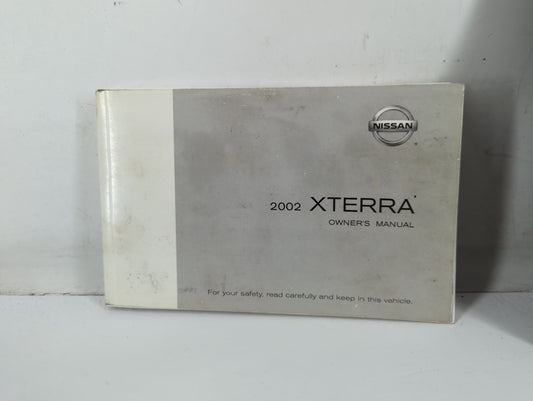 NISSAN
2002 XTERRA
OWNER'S MANUAL
For your safety, read carefully and keep in this vehicle.